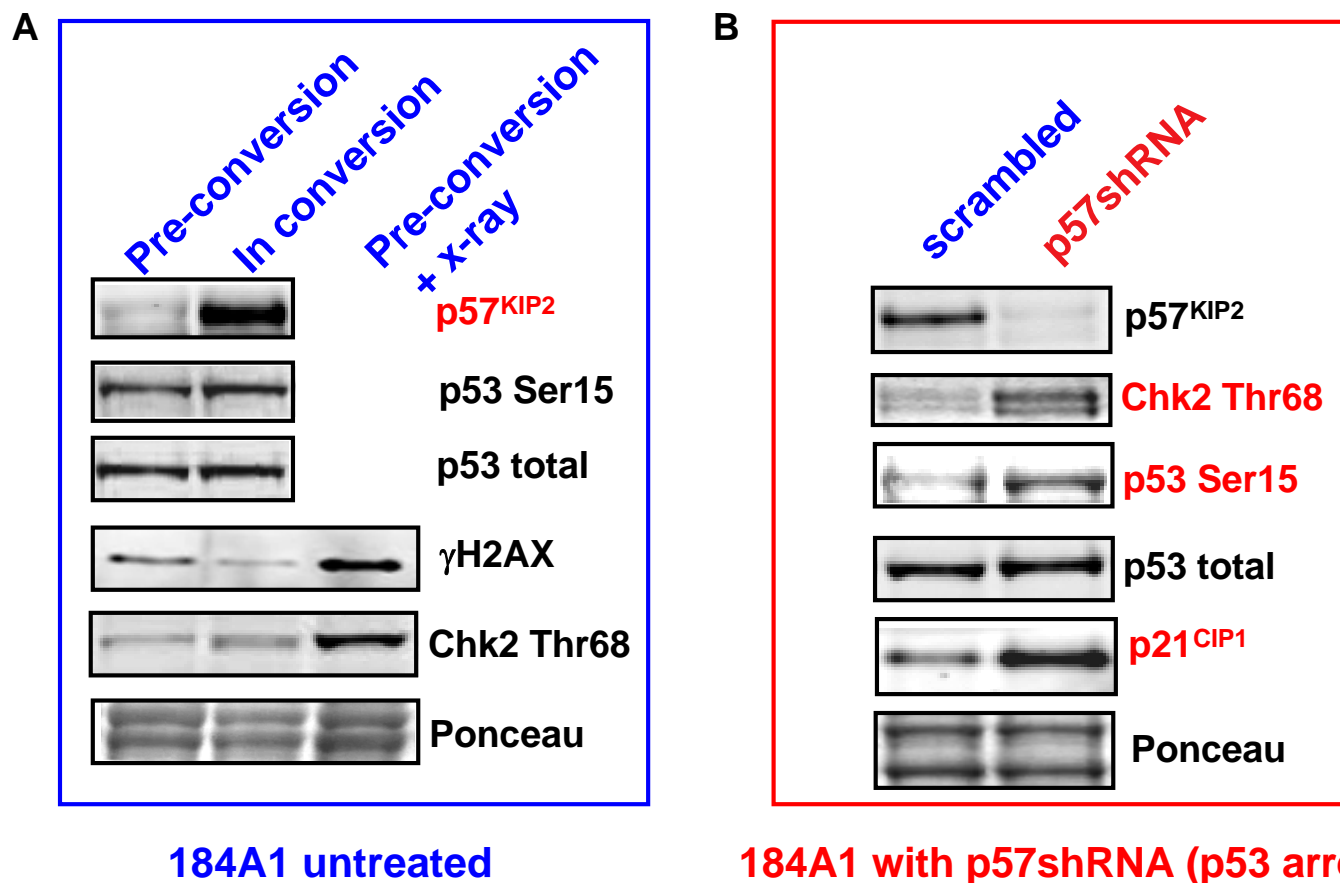 A
Pre-conversion
In conversion
Pre-conversion
+ x-ray
p57KIP2
p53 Ser15
p53 total
γH2AX
Chk2 Thr68
Ponceau
184A1 untreated
B
scrambled
p57shRNA
p57KIP2
Chk2 Thr68
p53 Ser15
p53 total
p21CIP1
Ponceau
184A1 with p57shRNA (p53 arre